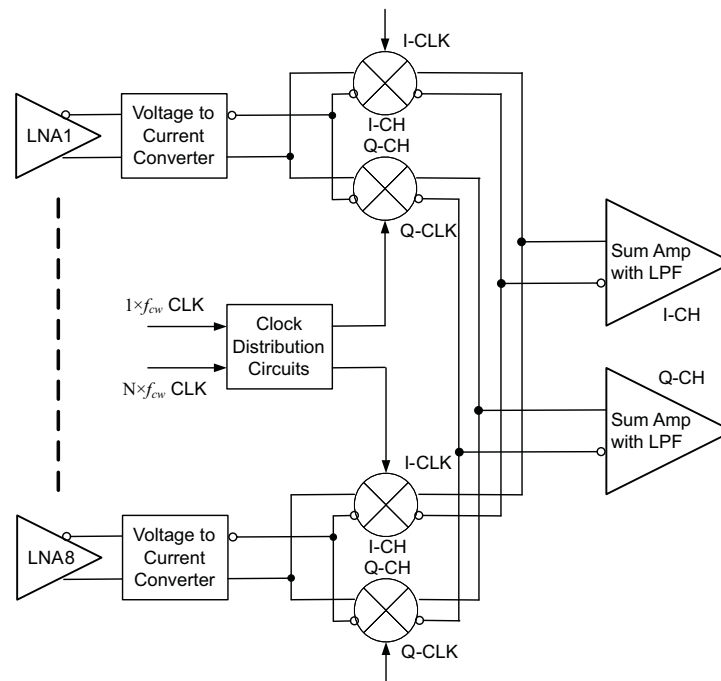 I-CLK
LNA1
Voltage to
Current
Converter
I-CH
Q-CH
Q-CLK
Sum Amp
with LPF
I-CH
1×fcw CLK
Clock
Distribution
Circuits
N×fcw CLK
Q-CH
Sum Amp
with LPF
I-CLK
LNA8
Voltage to
Current
Converter
I-CH
Q-CH
Q-CLK